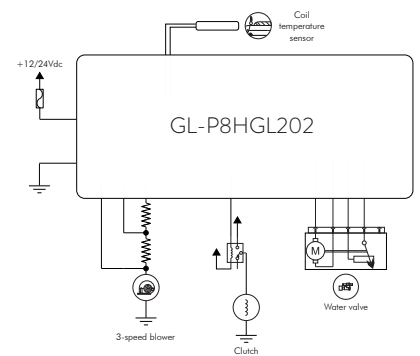 Coil
temperature
sensor
+12/24Vdc
GL-P8HGL202
M
Water valve
3-speed blower
Clutch